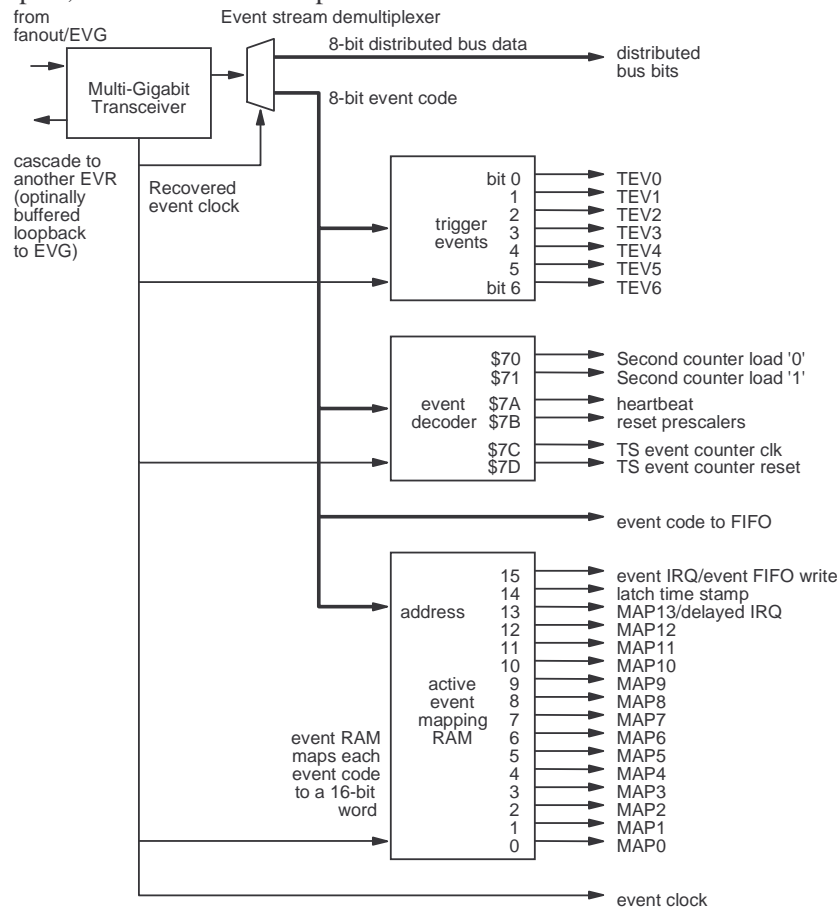 from
fanout/EVG
Event stream demultiplexer
8-bit distributed bus data
distributed
bus bits
Multi-Gigabit
Transceiver
8-bit event code
cascade to
another EVR
(optinally
buffered
loopback
to EVG)
Recovered
event clock
trigger
events
bit 0
1
2
3
4
5
bit 6
TEV0
TEV1
TEV2
TEV3
TEV4
TEV5
TEV6
event
decoder
$70
$71
$7A
$7B
$7C
$7D
Second counter load '0'
Second counter load '1'
heartbeat
reset prescalers
TS event counter clk
TS event counter reset
event code to FIFO
address
active
event
mapping
RAM
event RAM
maps each
event code
to a 16-bit
word
15
14
13
12
11
10
9
8
7
6
5
4
3
2
1
0
event IRQ/event FIFO write
latch time stamp
MAP13/delayed IRQ
MAP12
MAP11
MAP10
MAP9
MAP8
MAP7
MAP6
MAP5
MAP4
MAP3
MAP2
MAP1
MAP0
event clock